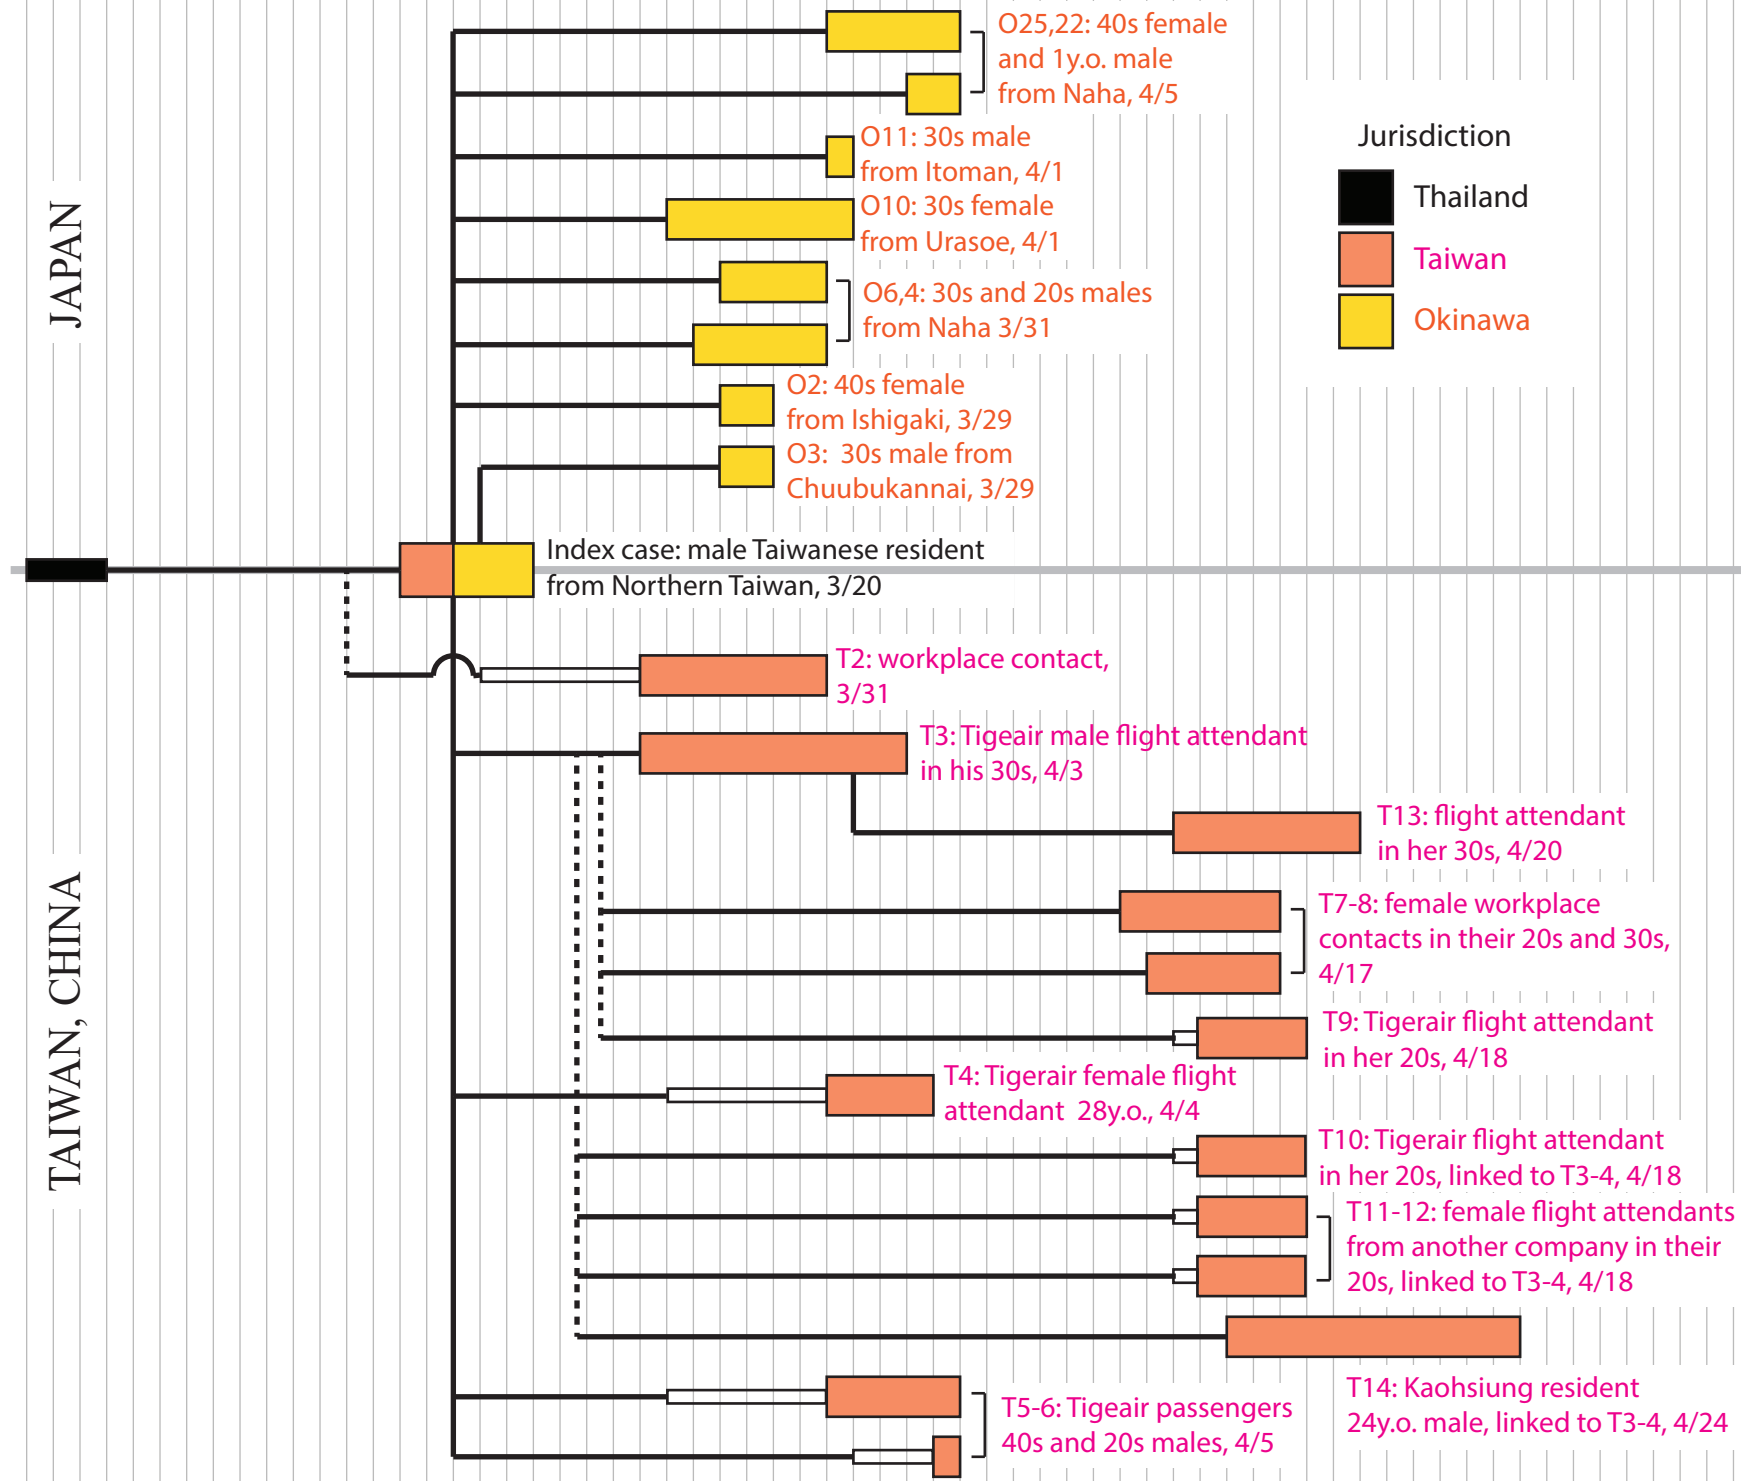 O25,22: 40s female
and 1y.o. male
from Naha, 4/5
O11: 30s male
from Itoman, 4/1
O10: 30s female
from Urasoe, 4/1
O6,4: 30s and 20s males
from Naha 3/31
O2: 40s female
from Ishigaki, 3/29
O3: 30s male from
Chuubukannai, 3/29
Jurisdiction
Thailand
Taiwan
Okinawa
JAPAN
Index case: male Taiwanese resident
from Northern Taiwan, 3/20
TAIWAN, CHINA
T2: workplace contact,
3/31
T3: Tigeair male flight attendant
in his 30s, 4/3
T13: flight attendant
in her 30s, 4/20
T7-8: female workplace
contacts in their 20s and 30s,
4/17
T9: Tigerair flight attendant
in her 20s, 4/18
T4: Tigerair female flight
attendant 28y.o., 4/4
T10: Tigerair flight attendant
in her 20s, linked to T3-4, 4/18
T11-12: female flight attendants
from another company in their
20s, linked to T3-4, 4/18
T14: Kaohsiung resident
24y.o. male, linked to T3-4, 4/24
T5-6: Tigeair passengers
40s and 20s males, 4/5